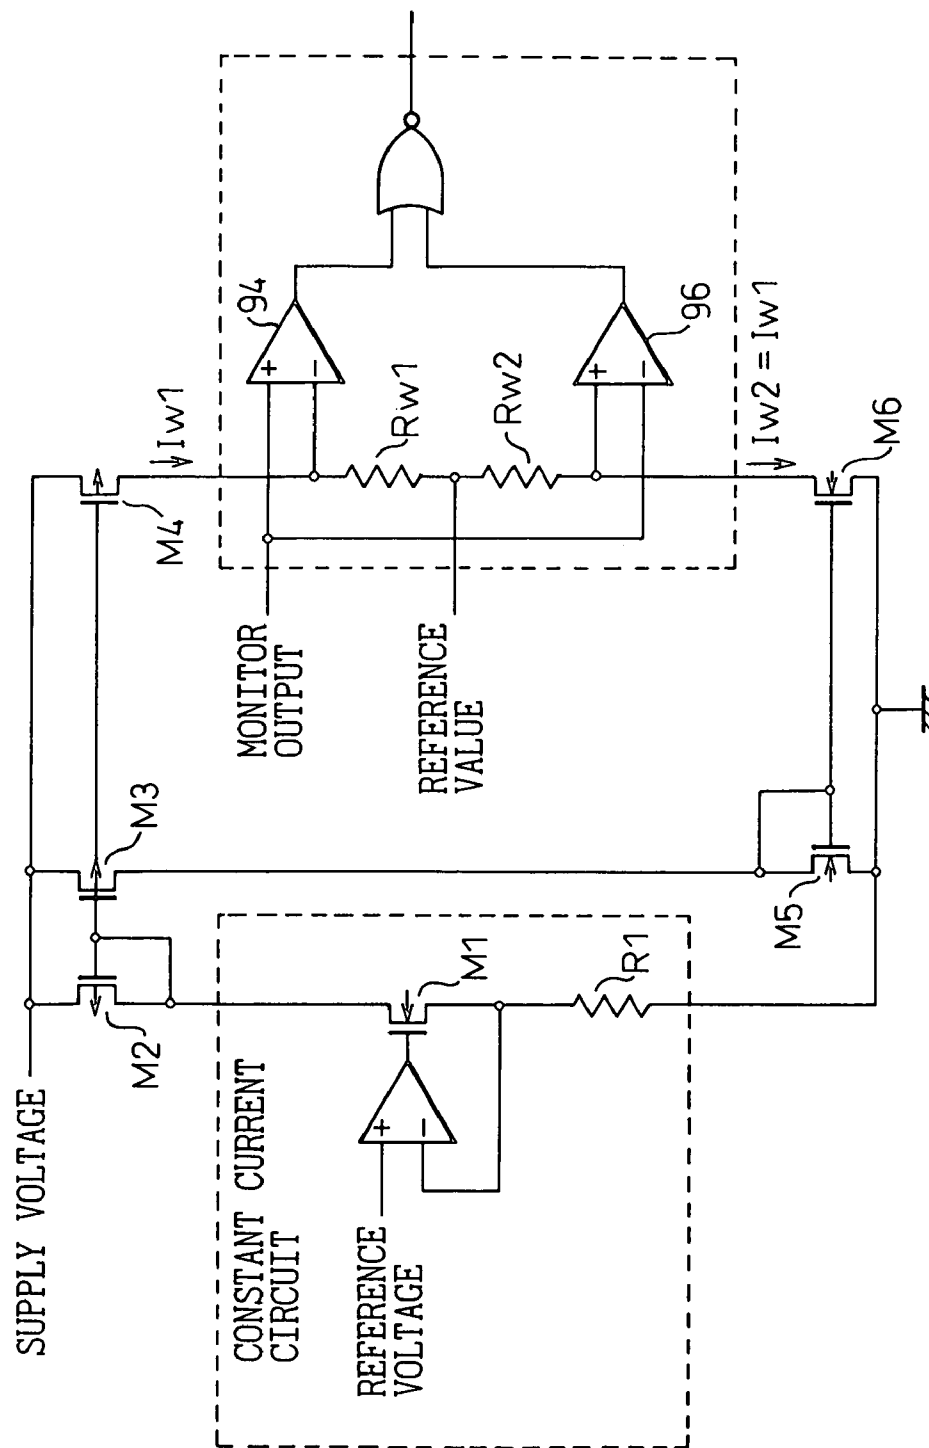 SUPPLY VOLTAGE
M2
M3
M4
Iw1
CONSTANT CURRENT
CIRCUIT
REFERENCE
VOLTAGE
+
−
M1
R1
MONITOR
OUTPUT
REFERENCE
VALUE
94
+
−
Rw1
Rw2
+
−
96
Iw2 = Iw1
M5
M6